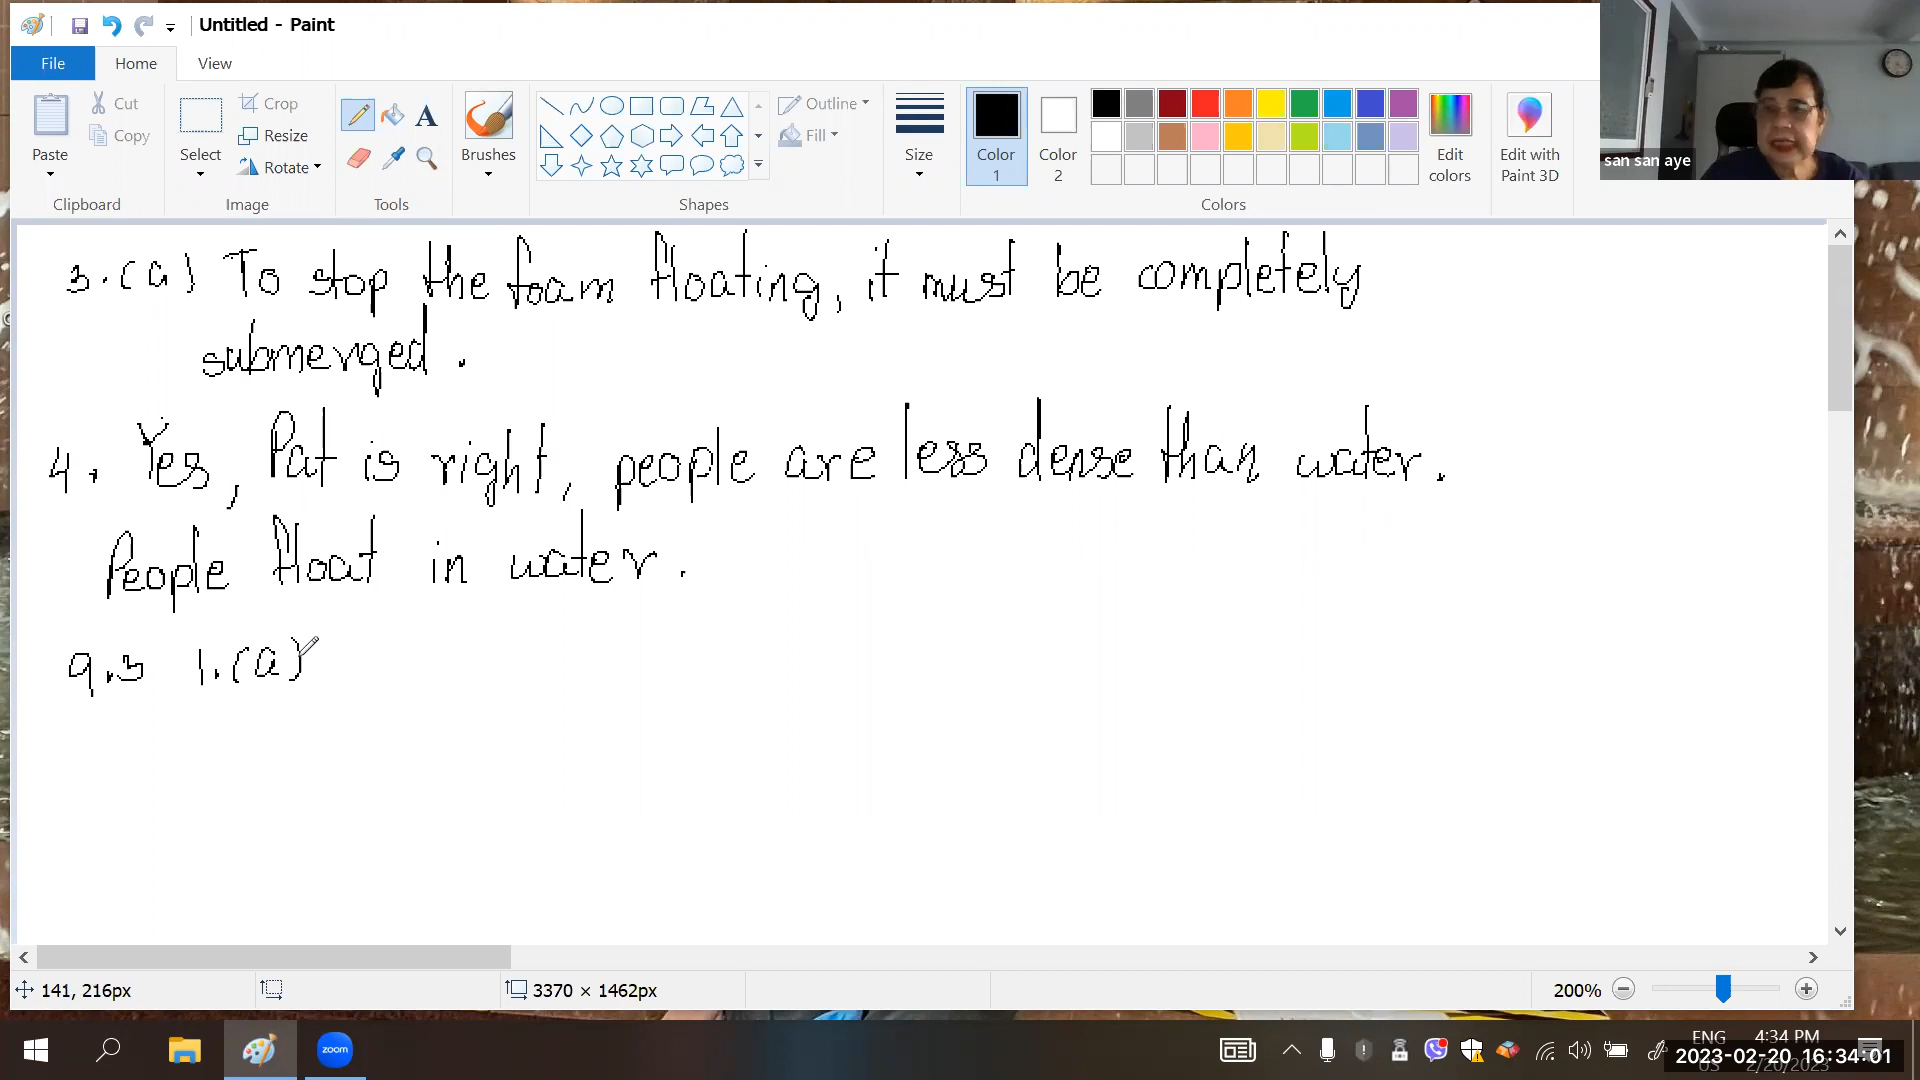 Untitled - Paint
File Home View
Cut
Copy
Paste
Clipboard
Crop
Resize
Rotate
Select
Image
Tools
Brushes
Outline
Fill
Shapes
Size
Color 1
Color 2
Edit colors
Edit with Paint 3D
Colors
san san aye
3.(a) To stop the foam floating, it must be completely
submerged.
4. Yes, Pat is right, people are less dense than water.
People float in water.
9.3 1.(a)
141, 216px
3370 × 1462px
200%
zoom
ENG 4:34 PM
2023-02-20 16:34:01